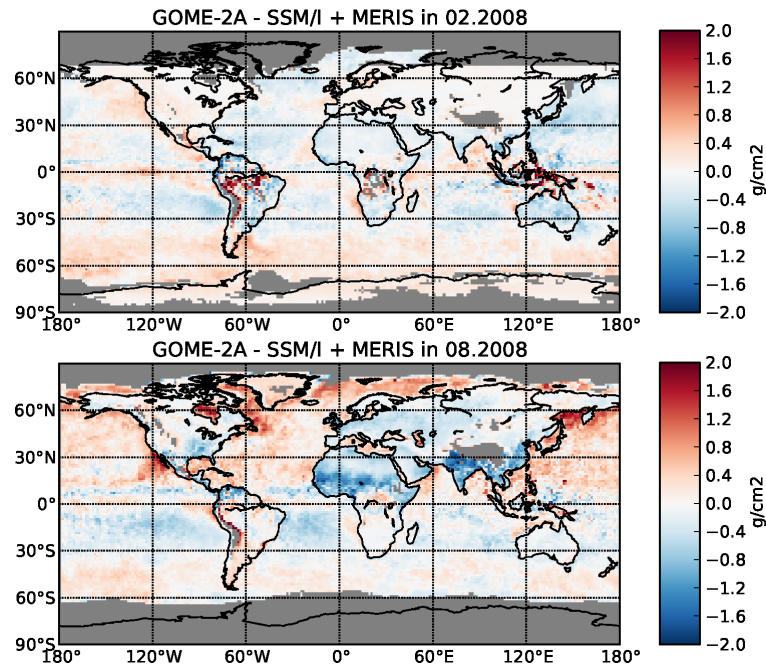 GOME-2A - SSM/I + MERIS in 02.2008
60°N
30°N
0°
30°S
60°S
90°S
180°
120°W
60°W
0°
60°E
120°E
180°
2.0
1.6
1.2
0.8
0.4
0.0
−0.4
−0.8
−1.2
−1.6
−2.0
g/cm2
GOME-2A - SSM/I + MERIS in 08.2008
60°N
30°N
0°
30°S
60°S
90°S
180°
120°W
60°W
0°
60°E
120°E
180°
2.0
1.6
1.2
0.8
0.4
0.0
−0.4
−0.8
−1.2
−1.6
−2.0
g/cm2